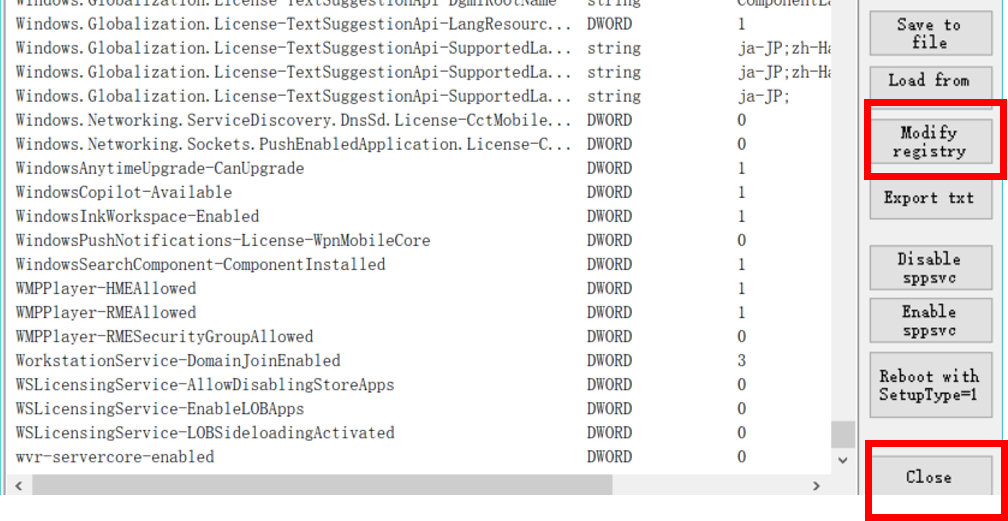 Windows.Globalization.License-TextSuggestionApi-DgmlRootName string ComponentLa
Windows.Globalization.License-TextSuggestionApi-LangResourc... DWORD 1
Windows.Globalization.License-TextSuggestionApi-SupportedLa... string ja-JP;zh-Ha
Windows.Globalization.License-TextSuggestionApi-SupportedLa... string ja-JP;zh-Ha
Windows.Globalization.License-TextSuggestionApi-SupportedLa... string ja-JP;
Windows.Networking.ServiceDiscovery.DnsSd.License-CctMobile... DWORD 0
Windows.Networking.Sockets.PushEnabledApplication.License-C... DWORD 0
WindowsAnytimeUpgrade-CanUpgrade DWORD 1
WindowsCopilot-Available DWORD 1
WindowsInkWorkspace-Enabled DWORD 1
WindowsPushNotifications-License-WpnMobileCore DWORD 0
WindowsSearchComponent-ComponentInstalled DWORD 1
WMPPlayer-HMEAllowed DWORD 1
WMPPlayer-RMEAllowed DWORD 1
WMPPlayer-RMESecurityGroupAllowed DWORD 0
WorkstationService-DomainJoinEnabled DWORD 3
WSLicensingService-AllowDisablingStoreApps DWORD 0
WSLicensingService-EnableLOBApps DWORD 0
WSLicensingService-LOBSideloadingActivated DWORD 0
wvr-servercore-enabled DWORD 0
Save to
file
Load from
Modify
registry
Export txt
Disable
sppsvc
Enable
sppsvc
Reboot with
SetupType=1
Close